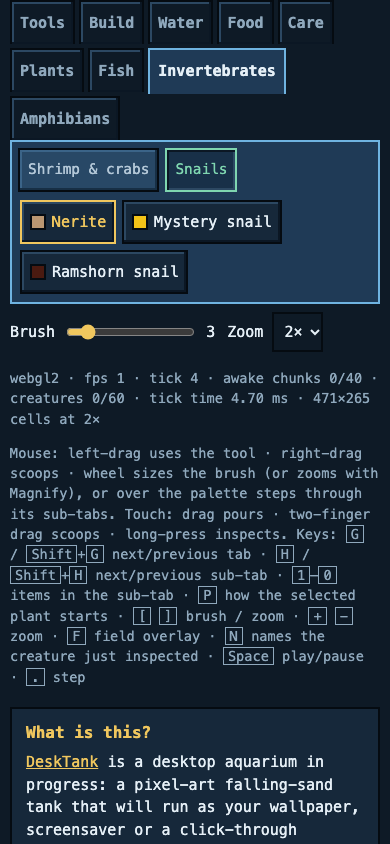 Tools Build Water Food Care
Plants Fish Invertebrates
Amphibians
Shrimp & crabs Snails
Nerite Mystery snail
Ramshorn snail
Brush 3 Zoom 2×
webgl2 · fps 1 · tick 4 · awake chunks 0/40 ·
creatures 0/60 · tick time 4.70 ms · 471×265
cells at 2×
Mouse: left-drag uses the tool · right-drag
scoops · wheel sizes the brush (or zooms with
Magnify), or over the palette steps through
its sub-tabs. Touch: drag pours · two-finger
drag scoops · long-press inspects. Keys: G
/ Shift+G next/previous tab · H /
Shift+H next/previous sub-tab · 1–0
items in the sub-tab · P how the selected
plant starts · [ ] brush / zoom · + −
zoom · F field overlay · N names the
creature just inspected · Space play/pause
· . step
What is this?
DeskTank is a desktop aquarium in
progress: a pixel-art falling-sand
tank that will run as your wallpaper,
screensaver or a click-through